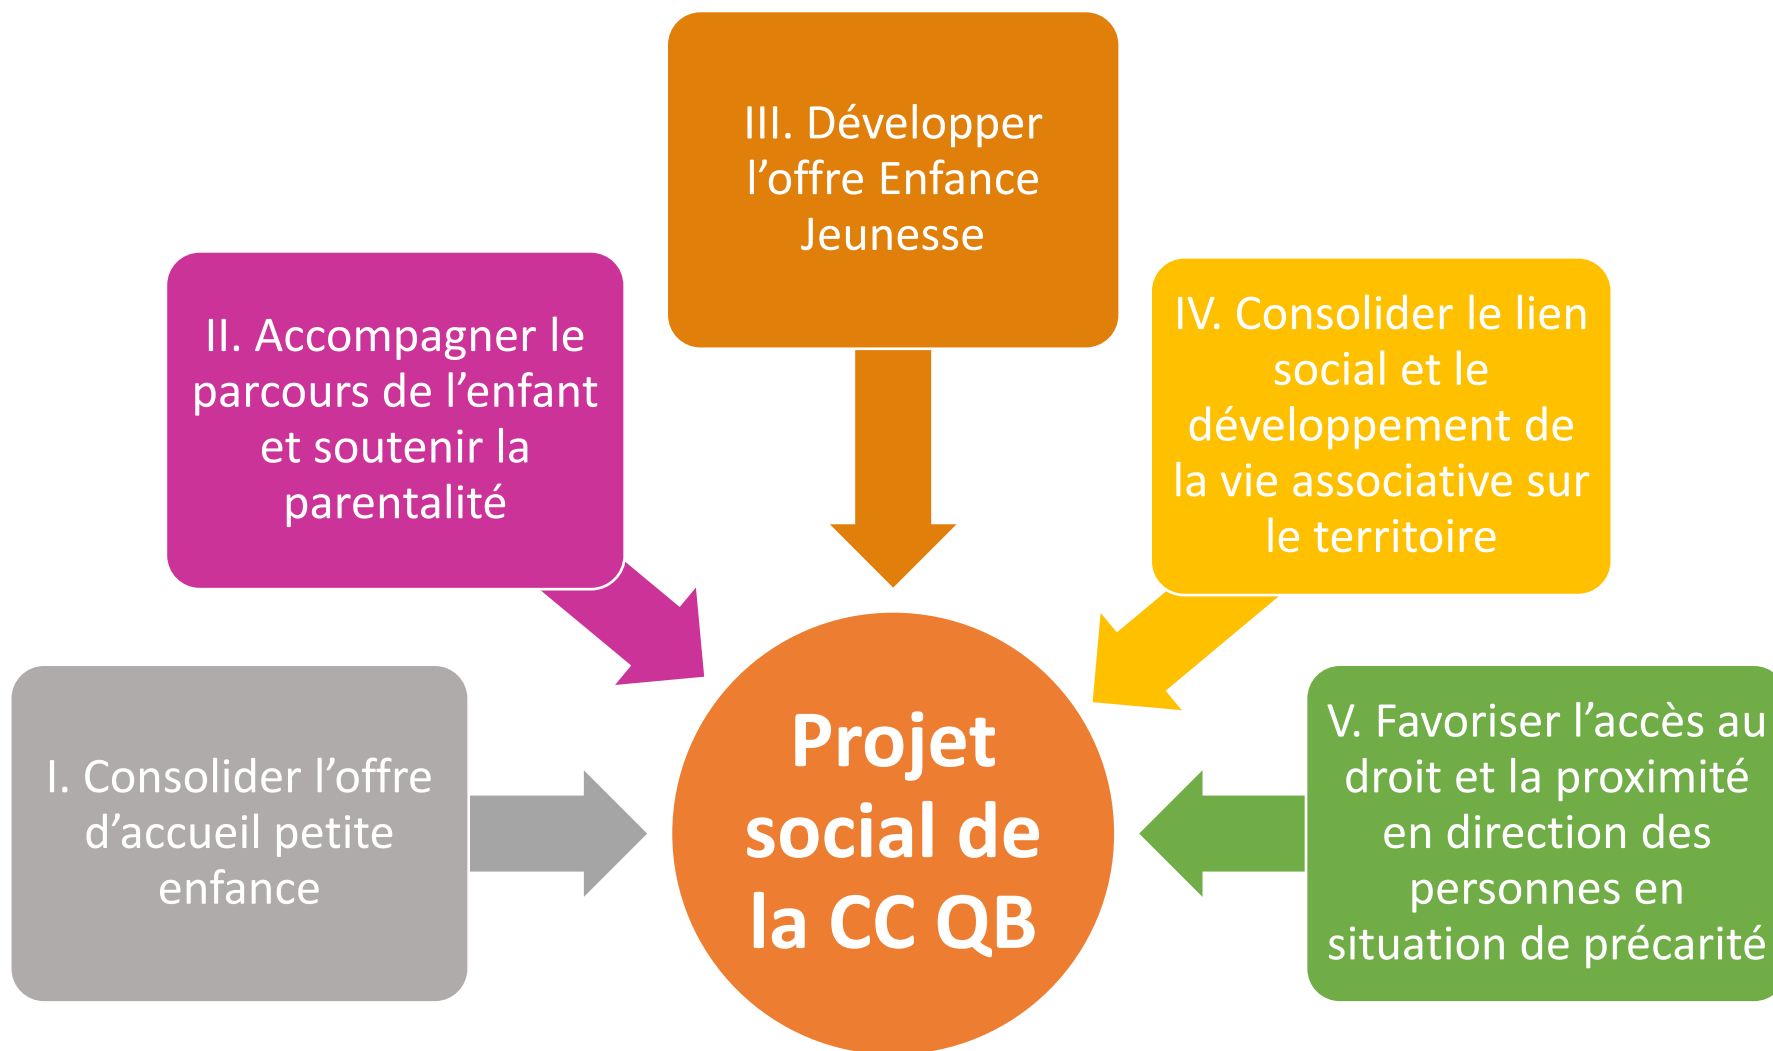 III. Développer
l’offre Enfance
Jeunesse
II. Accompagner le
parcours de l’enfant
et soutenir la
parentalité
IV. Consolider le lien
social et le
développement de
la vie associative sur
le territoire
I. Consolider l’offre
d’accueil petite
enfance
Projet
social de
la CC QB
V. Favoriser l’accès au
droit et la proximité
en direction des
personnes en
situation de précarité